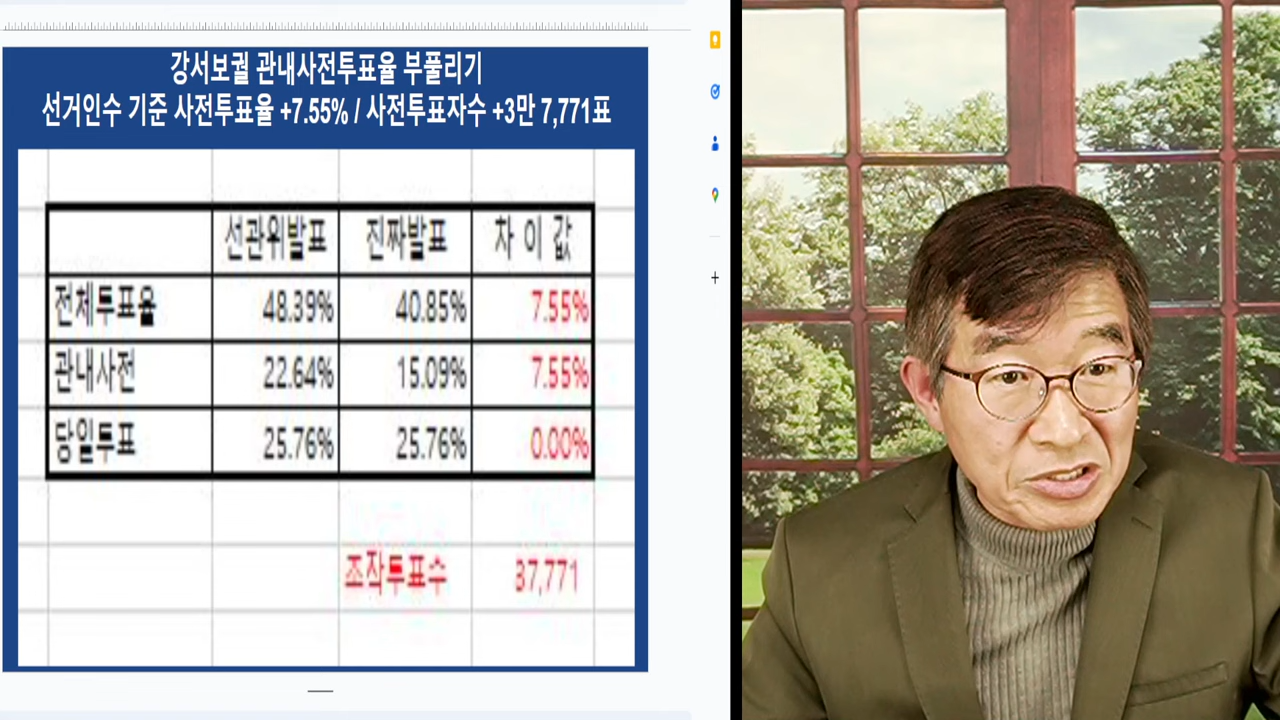 강서보궐 관내사전투표율 부풀리기
선거인수 기준 사전투표율 +7.55% / 사전투표자수 +3만 7,771표
선관위발표 진짜발표 차 이 값
전체투표율 48.39% 40.85% 7.55%
관내사전 22.64% 15.09% 7.55%
당일투표 25.76% 25.76% 0.00%
조작투표수 37,771